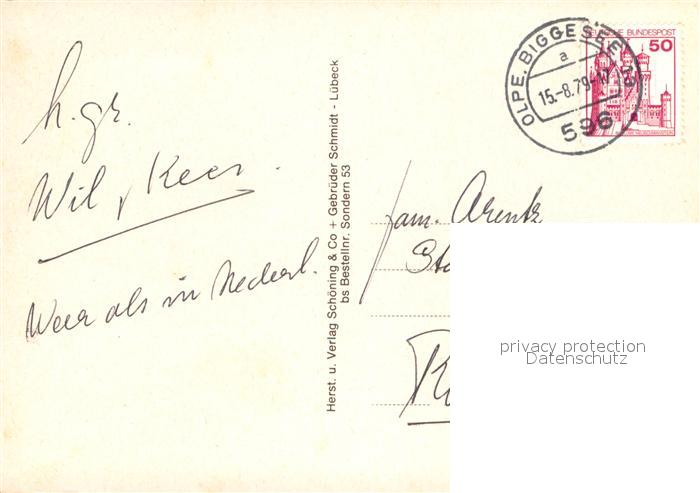 h. gr.
Wil, Kees.
Weer als in Nederl.
Herst. u. Verlag Schöning & Co + Gebrüder Schmidt - Lübeck
bs Bestellnr. Sondern 53
OLPE, BIGGESEE
a
15.-8.79
596
DEUTSCHE BUNDESPOST
50
fam. Arentz
privacy protection
Datenschutz